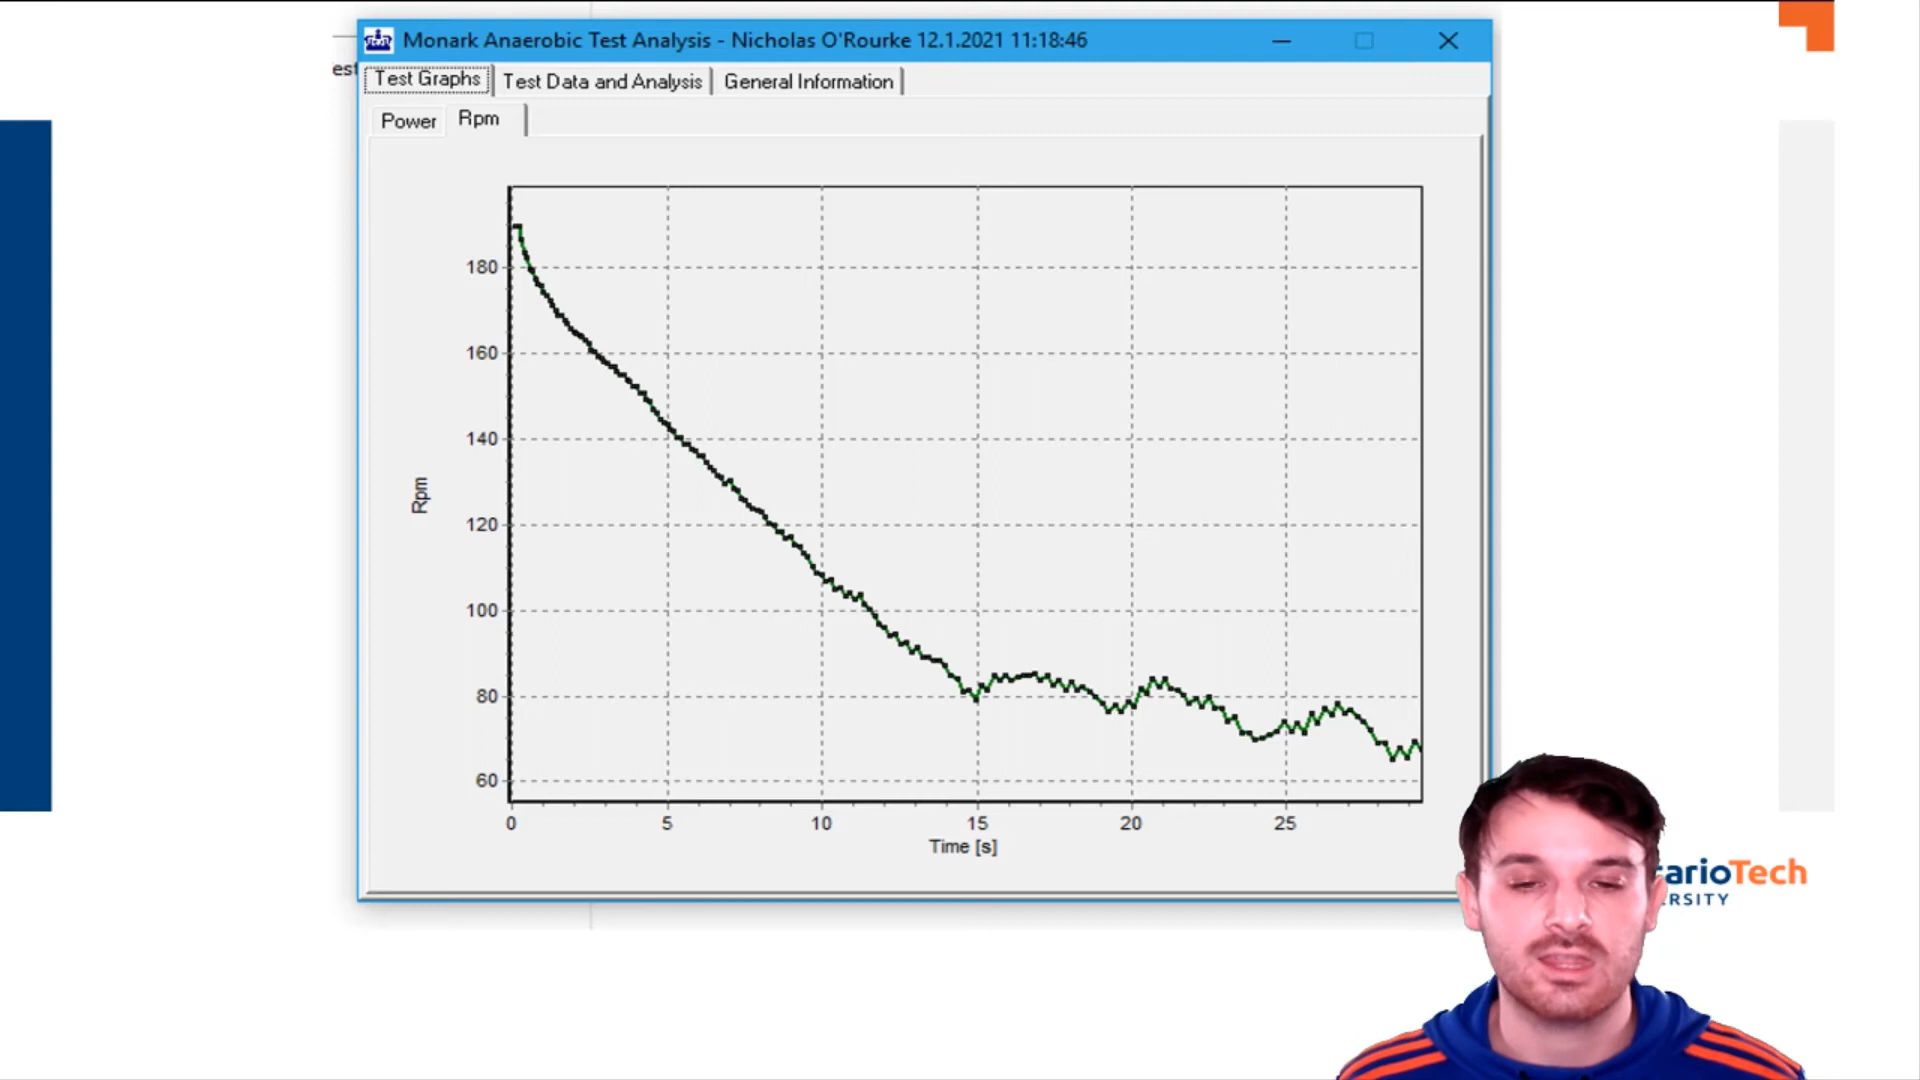 Monark Anaerobic Test Analysis - Nicholas O'Rourke 12.1.2021 11:18:46
est
Test Graphs
Test Data and Analysis
General Information
Power
Rpm
180
160
140
120
100
80
60
Rpm
0 5 10 15 20 25
Time [s]
arioTech
RSITY